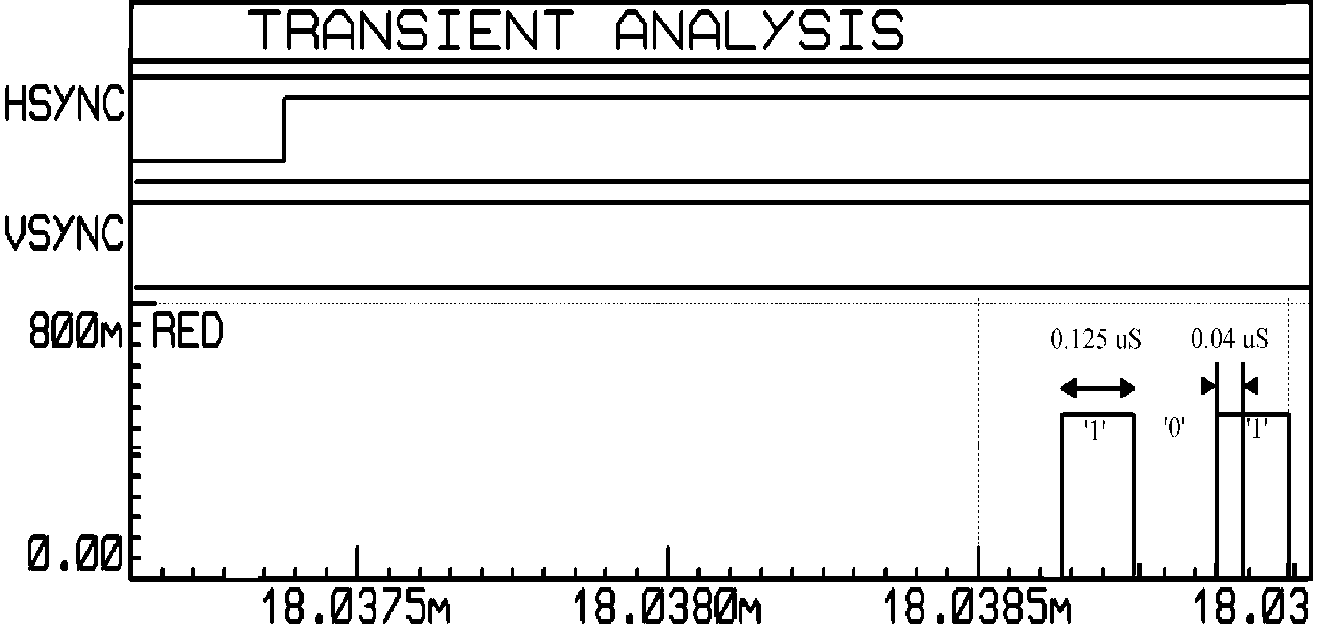 TRANSIENT ANALYSIS
HSYNC
VSYNC
800m RED
0.125 uS 0.04 uS
'1' '0' '1'
0.00
18.0375m 18.0380m 18.0385m 18.03